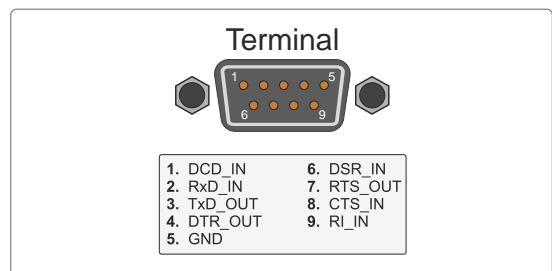 Terminal
1 5
6 9
1. DCD_IN
2. RxD_IN
3. TxD_OUT
4. DTR_OUT
5. GND
6. DSR_IN
7. RTS_OUT
8. CTS_IN
9. RI_IN